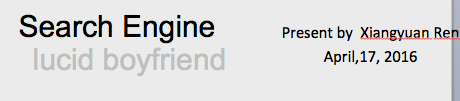 Search Engine
lucid boyfriend
Present by Xiangyuan Ren
April,17, 2016